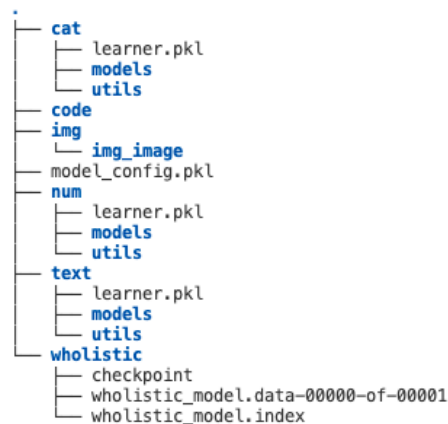 .
├── cat
│   ├── learner.pkl
│   ├── models
│   └── utils
├── code
├── img
│   └── img_image
├── model_config.pkl
├── num
│   ├── learner.pkl
│   ├── models
│   └── utils
├── text
│   ├── learner.pkl
│   ├── models
│   └── utils
└── wholistic
    ├── checkpoint
    ├── wholistic_model.data-00000-of-00001
    └── wholistic_model.index